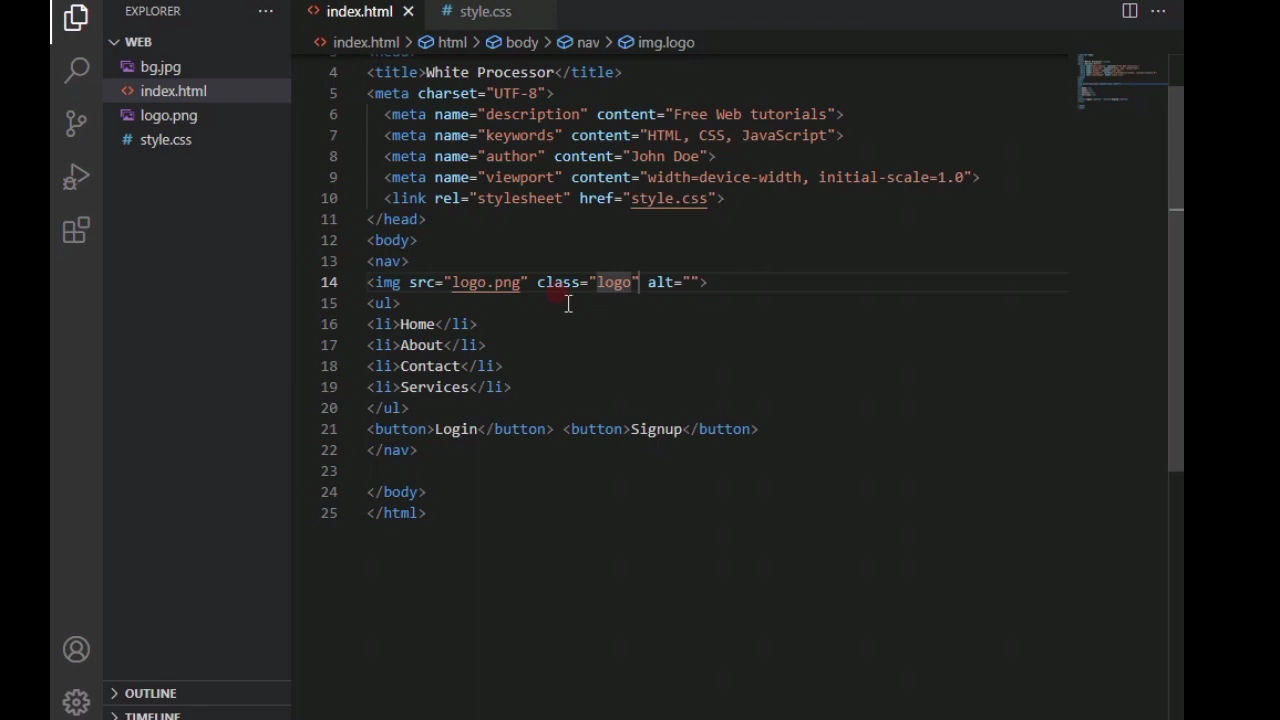 EXPLORER
index.html
# style.css
WEB
index.html > html > body > nav > img.logo
bg.jpg
index.html
logo.png
# style.css
4 <title>White Processor</title>
5 <meta charset="UTF-8">
6 <meta name="description" content="Free Web tutorials">
7 <meta name="keywords" content="HTML, CSS, JavaScript">
8 <meta name="author" content="John Doe">
9 <meta name="viewport" content="width=device-width, initial-scale=1.0">
10 <link rel="stylesheet" href="style.css">
11 </head>
12 <body>
13 <nav>
14 <img src="logo.png" class="logo" alt="">
15 <ul>
16 <li>Home</li>
17 <li>About</li>
18 <li>Contact</li>
19 <li>Services</li>
20 </ul>
21 <button>Login</button> <button>Signup</button>
22 </nav>
23
24 </body>
25 </html>
OUTLINE
TIMELINE